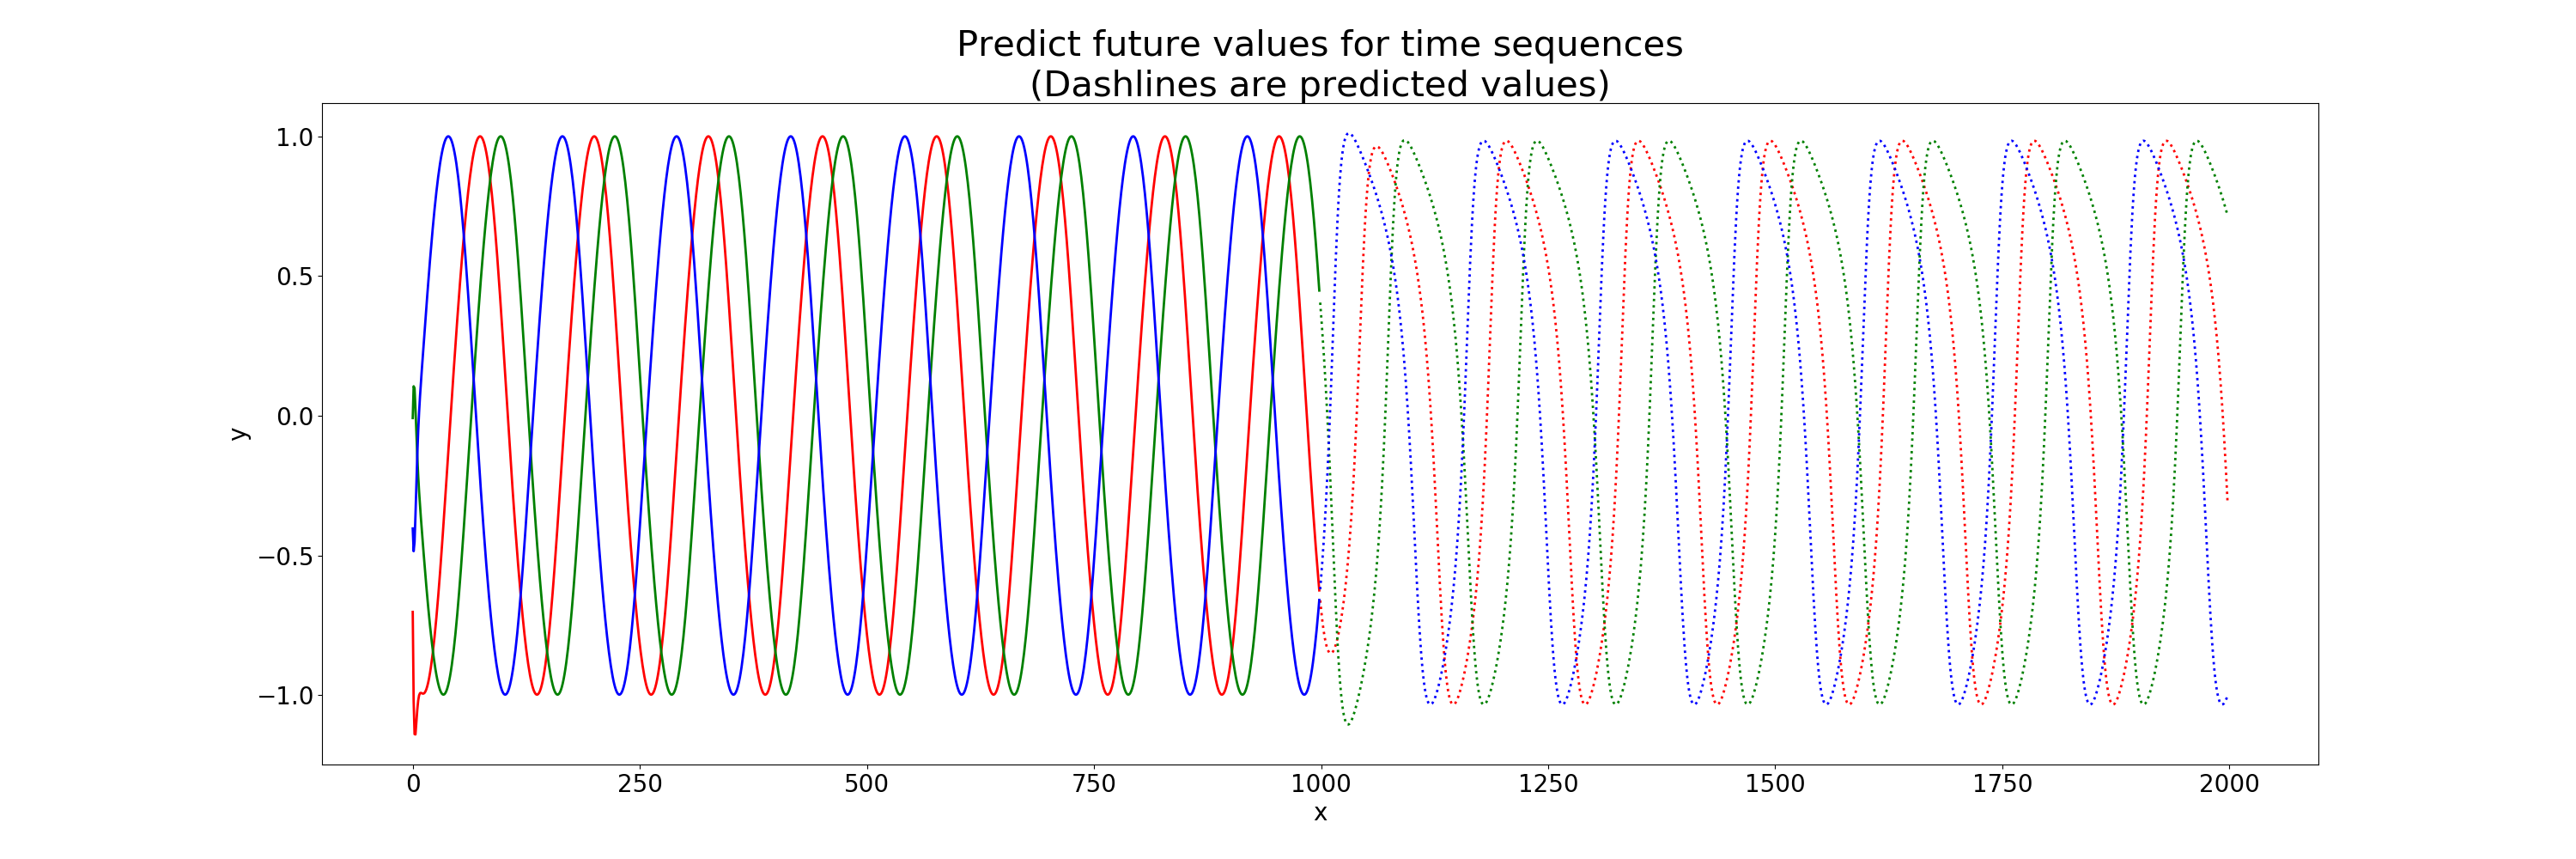 Predict future values for time sequences
(Dashlines are predicted values)
1.0
0.5
0.0
−0.5
−1.0
y
0 250 500 750 1000 1250 1500 1750 2000
x